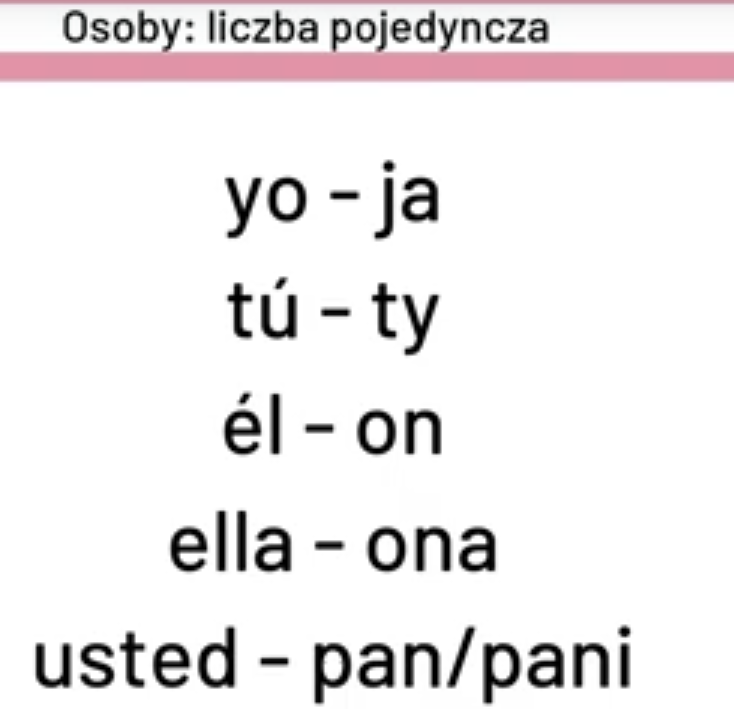 Osoby: liczba pojedyncza
yo - ja
tú - ty
él - on
ella - ona
usted - pan/pani